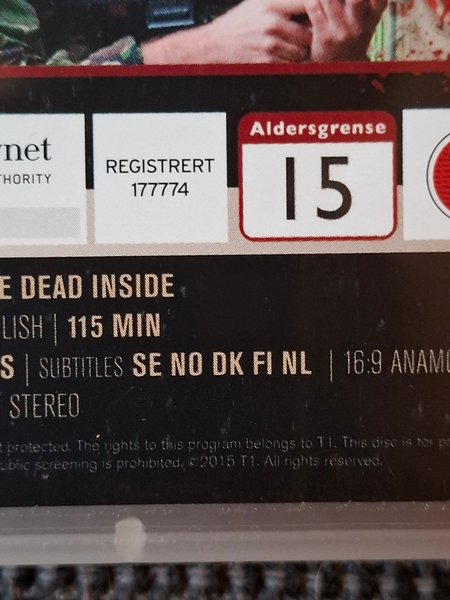 Aldersgrense
ynet
THORITY
REGISTRERT
177774
15
E DEAD INSIDE
LISH | 115 MIN
S | SUBTITLES SE NO DK FI NL | 16:9 ANAMO
STEREO
t protected. The rights to this program belongs to T1. This disc is for pr
ublic screening is prohibited. ©2015 T1. All rights reserved.